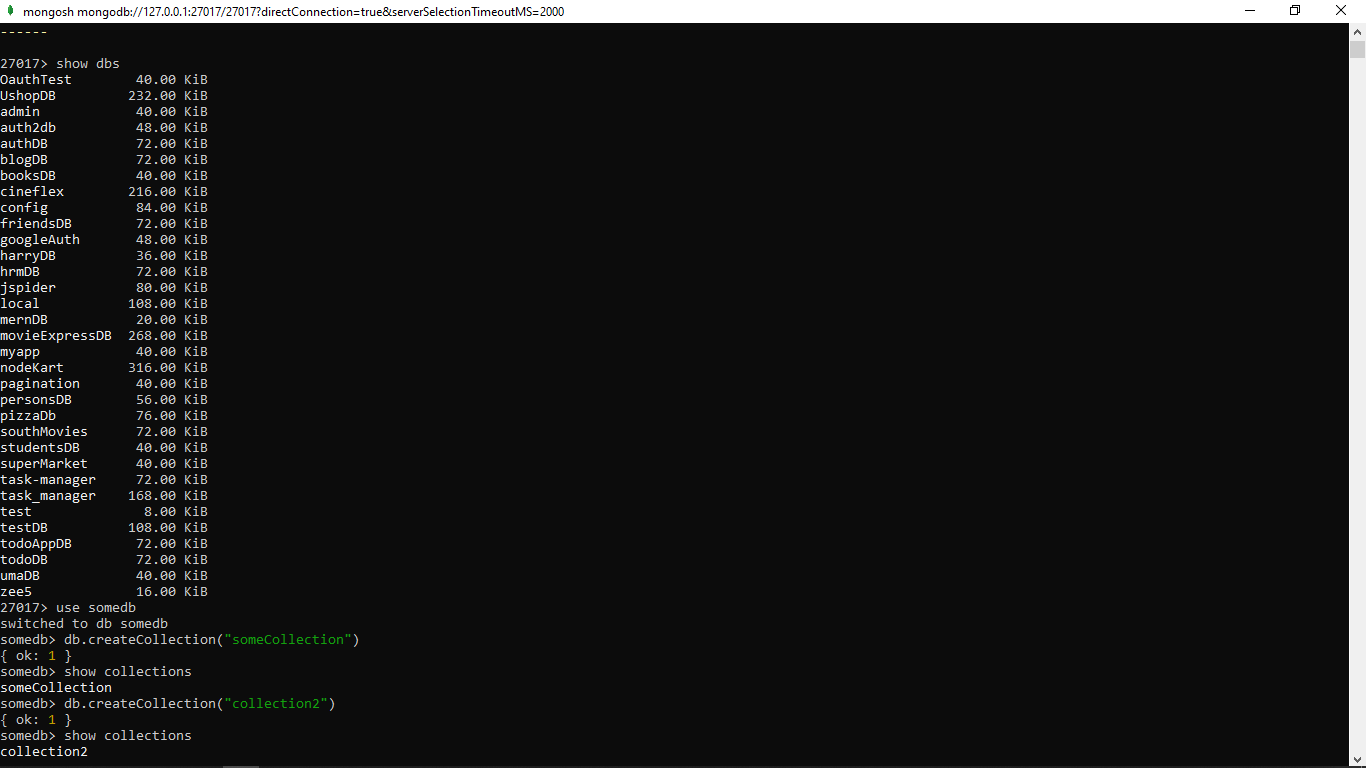 mongosh mongodb://127.0.0.1:27017/27017?directConnection=true&serverSelectionTimeoutMS=2000
------
27017> show dbs
OauthTest        40.00 KiB
UshopDB         232.00 KiB
admin            40.00 KiB
auth2db          48.00 KiB
authDB           72.00 KiB
blogDB           72.00 KiB
booksDB          40.00 KiB
cineflex        216.00 KiB
config           84.00 KiB
friendsDB        72.00 KiB
googleAuth       48.00 KiB
harryDB          36.00 KiB
hrmDB            72.00 KiB
jspider          80.00 KiB
local           108.00 KiB
mernDB           20.00 KiB
movieExpressDB  268.00 KiB
myapp            40.00 KiB
nodeKart        316.00 KiB
pagination       40.00 KiB
personsDB        56.00 KiB
pizzaDb          76.00 KiB
southMovies      72.00 KiB
studentsDB       40.00 KiB
superMarket      40.00 KiB
task-manager     72.00 KiB
task_manager    168.00 KiB
test              8.00 KiB
testDB          108.00 KiB
todoAppDB        72.00 KiB
todoDB           72.00 KiB
umaDB            40.00 KiB
zee5             16.00 KiB
27017> use somedb
switched to db somedb
somedb> db.createCollection("someCollection")
{ ok: 1 }
somedb> show collections
someCollection
somedb> db.createCollection("collection2")
{ ok: 1 }
somedb> show collections
collection2